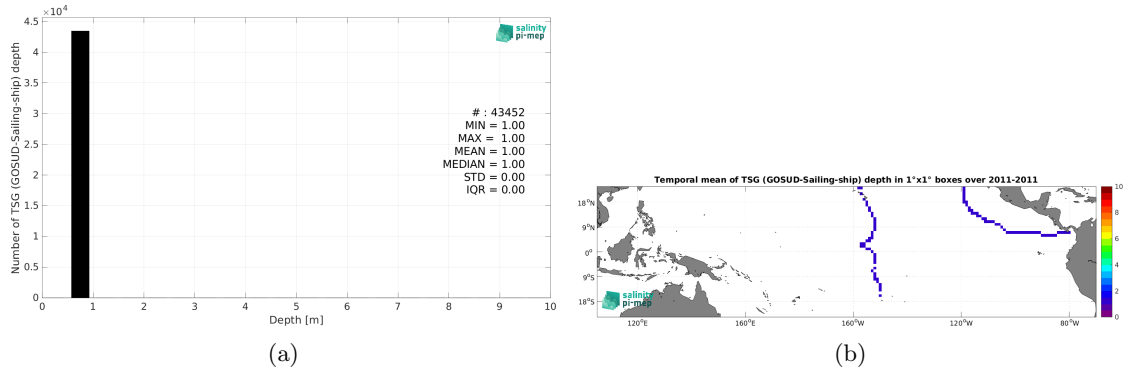 ×10⁴
4.5
4
3.5
3
2.5
2
1.5
1
0.5
0
Number of TSG (GOSUD-Sailing-ship) depth
salinity
pi-mep
# : 43452
MIN = 1.00
MAX = 1.00
MEAN = 1.00
MEDIAN = 1.00
STD = 0.00
IQR = 0.00
0 1 2 3 4 5 6 7 8 9 10
Depth [m]
(a)
Temporal mean of TSG (GOSUD-Sailing-ship) depth in 1°x1° boxes over 2011-2011
18°N
9°N
0°
9°S
18°S
salinity
pi-mep
120°E 160°E 160°W 120°W 80°W
10
8
6
4
2
0
(b)